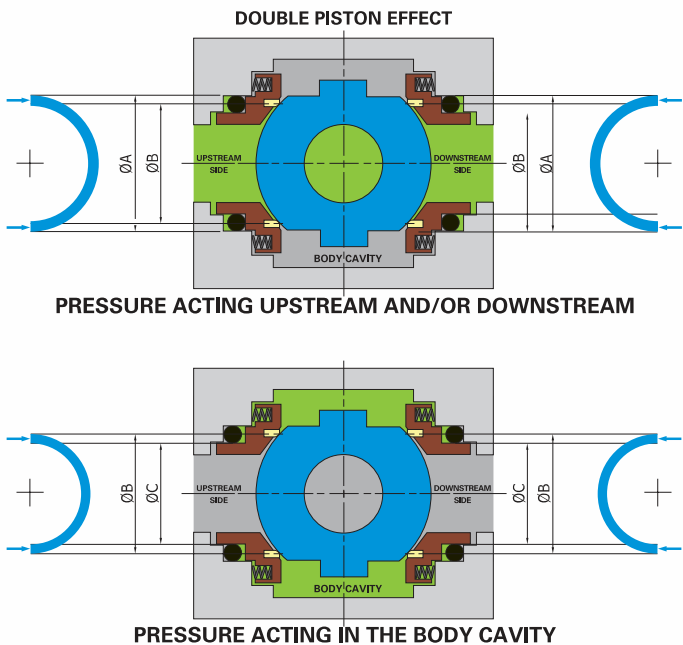 DOUBLE PISTON EFFECT
ØA
ØB
ØB
ØA
UPSTREAM
SIDE
DOWNSTREAM
SIDE
BODY CAVITY
PRESSURE ACTING UPSTREAM AND/OR DOWNSTREAM
ØB
ØC
ØC
ØB
UPSTREAM
SIDE
DOWNSTREAM
SIDE
BODY CAVITY
PRESSURE ACTING IN THE BODY CAVITY